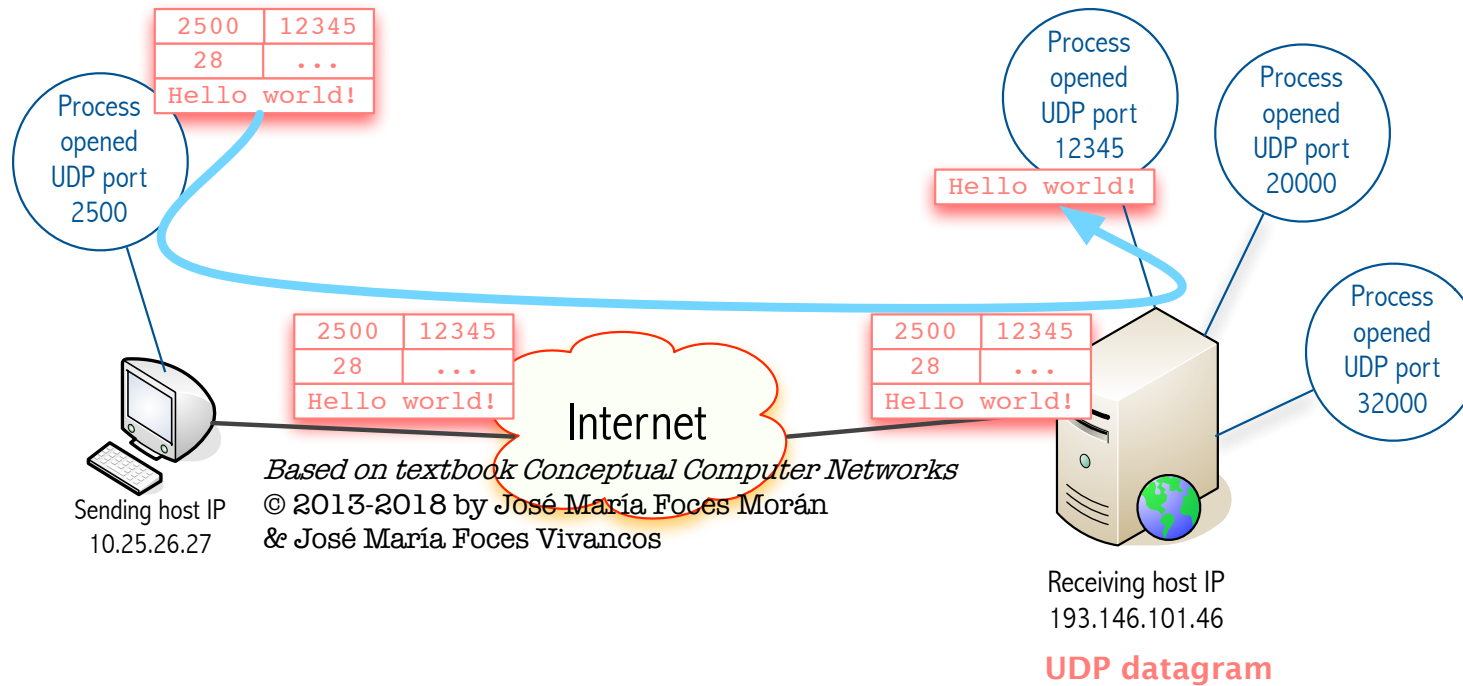 2500 12345
28 ...
Hello world!
Process
opened
UDP port
2500
Process
opened
UDP port
12345
Hello world!
Process
opened
UDP port
20000
Process
opened
UDP port
32000
2500 12345
28 ...
Hello world!
2500 12345
28 ...
Hello world!
Internet
Based on textbook Conceptual Computer Networks
© 2013-2018 by José María Foces Morán
& José María Foces Vivancos
Sending host IP
10.25.26.27
Receiving host IP
193.146.101.46
UDP datagram